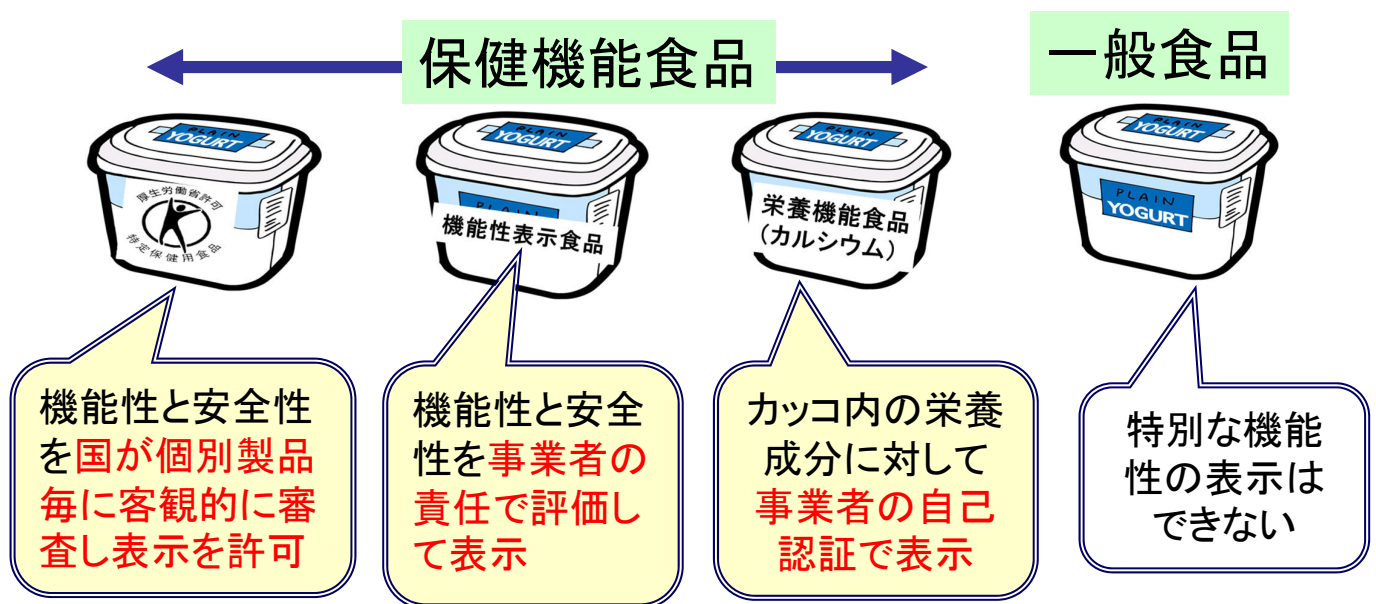 保健機能食品
一般食品
PLAIN
YOGURT
厚生労働省許可
特定保健用食品
PLAIN
YOGURT
PLAIN
機能性表示食品
PLAIN
YOGURT
栄養機能食品
(カルシウム)
PLAIN
YOGURT
PLAIN
YOGURT
機能性と安全性
を国が個別製品
毎に客観的に審
査し表示を許可
機能性と安全
性を事業者の
責任で評価し
て表示
カッコ内の栄養
成分に対して
事業者の自己
認証で表示
特別な機能
性の表示は
できない